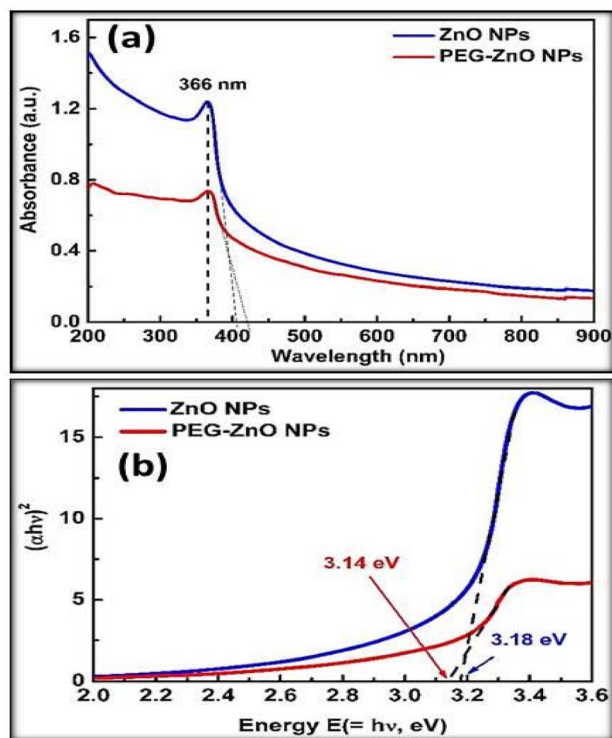 (a)
ZnO NPs
PEG-ZnO NPs
366 nm
Absorbance (a.u.)
1.6
1.2
0.8
0.4
0.0
200 300 400 500 600 700 800 900
Wavelength (nm)
ZnO NPs
PEG-ZnO NPs
(b)
(αhν)²
15
10
5
0
3.14 eV
3.18 eV
2.0 2.2 2.4 2.6 2.8 3.0 3.2 3.4 3.6
Energy E(= hν, eV)